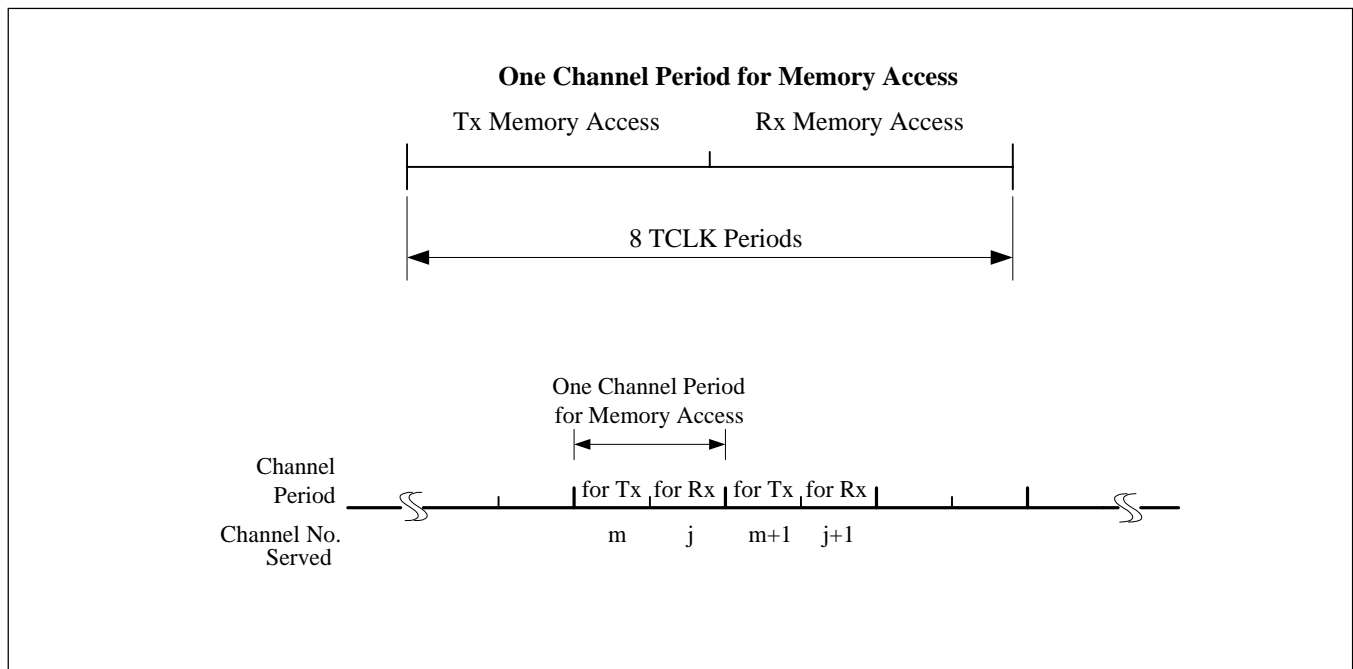 One Channel Period for Memory Access
Tx Memory Access Rx Memory Access
8 TCLK Periods
One Channel Period
for Memory Access
Channel
Period
for Tx for Rx for Tx for Rx
Channel No.
Served
m j m+1 j+1